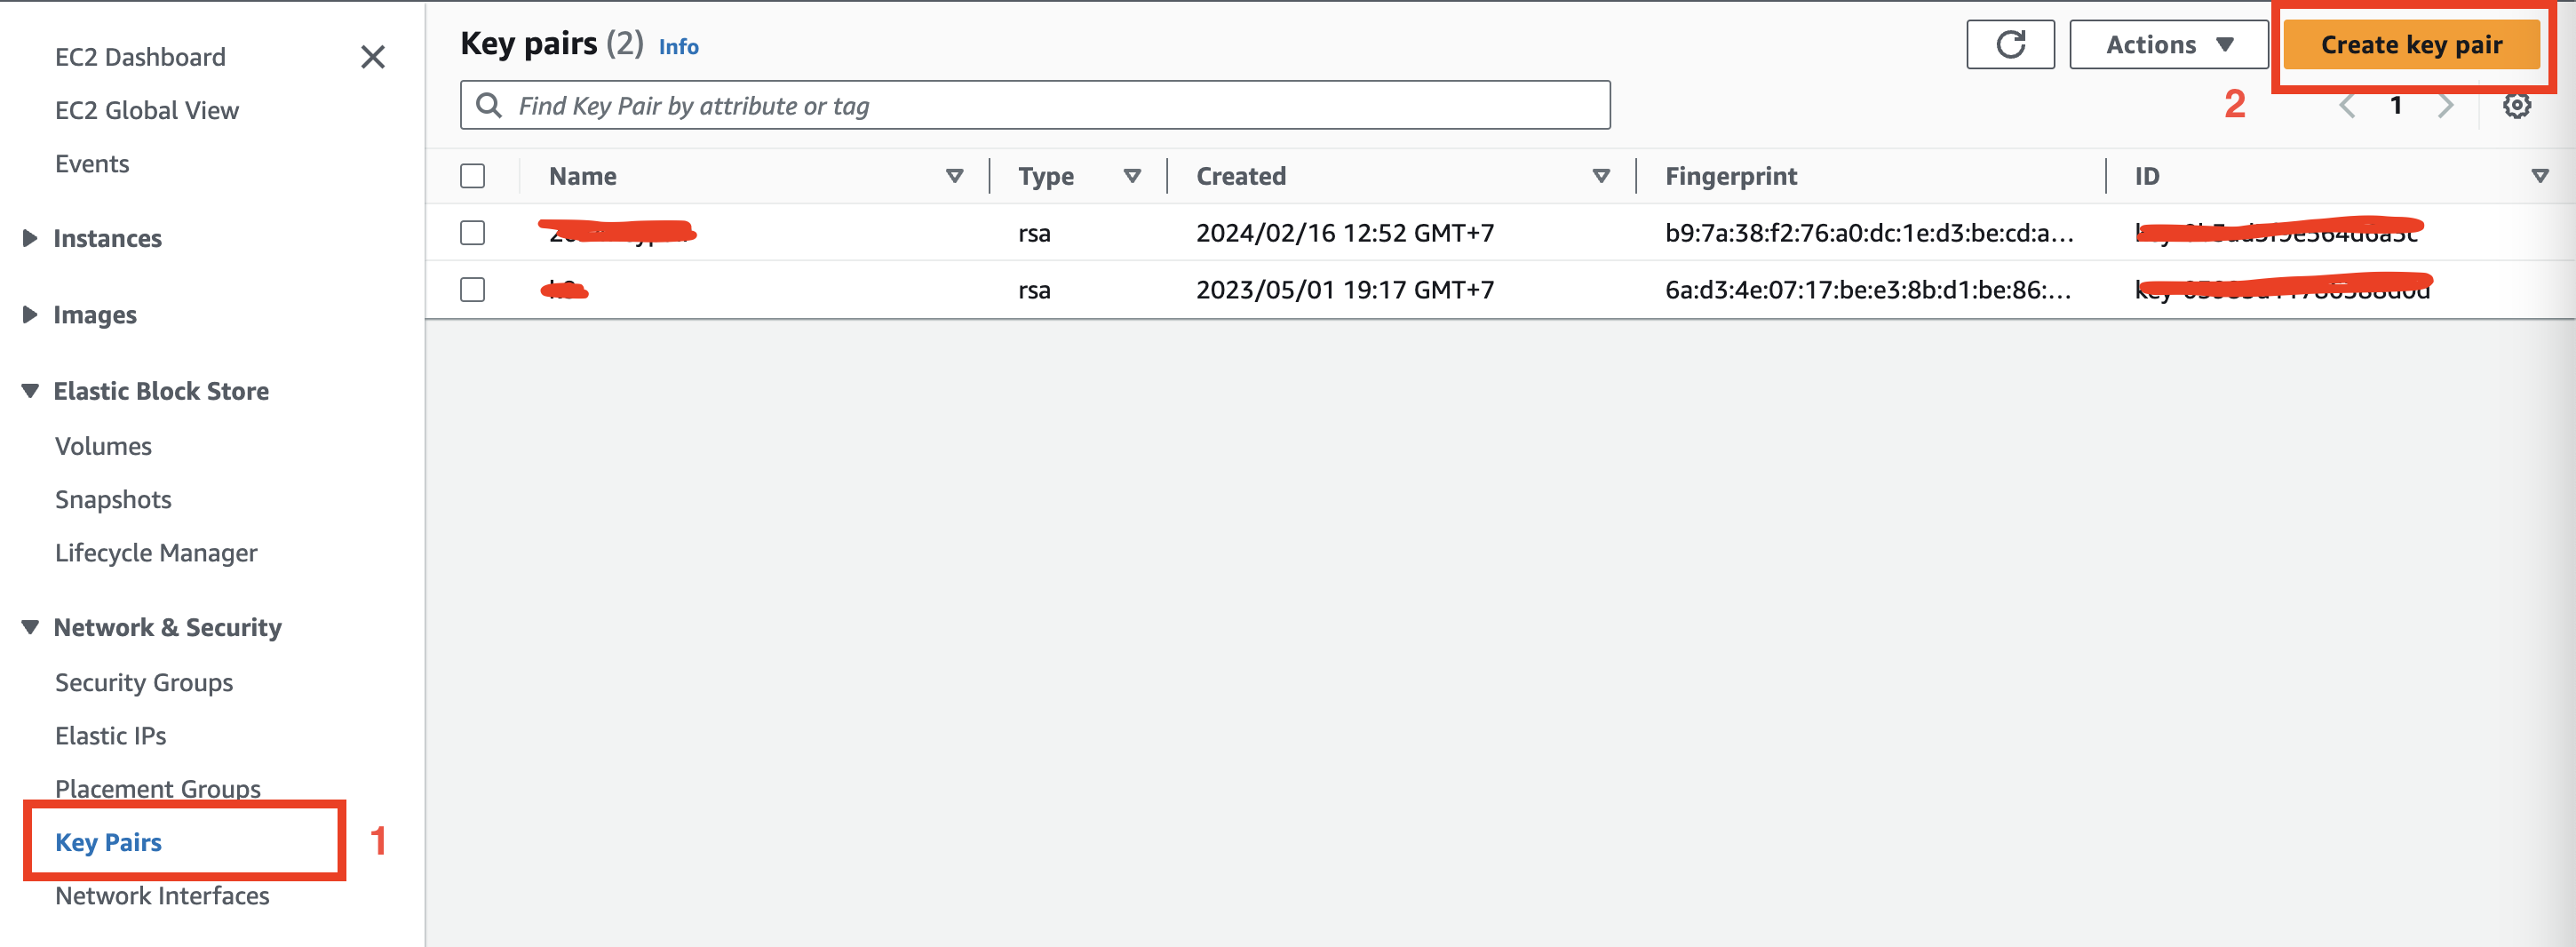 EC2 Dashboard
EC2 Global View
Events
Instances
Images
Elastic Block Store
Volumes
Snapshots
Lifecycle Manager
Network & Security
Security Groups
Elastic IPs
Placement Groups
Key Pairs 1
Network Interfaces
Key pairs (2) Info
Actions
Create key pair
Find Key Pair by attribute or tag
2
1
Name Type Created Fingerprint ID
rsa 2024/02/16 12:52 GMT+7 b9:7a:38:f2:76:a0:dc:1e:d3:be:cd:a...
rsa 2023/05/01 19:17 GMT+7 6a:d3:4e:07:17:be:e3:8b:d1:be:86:...